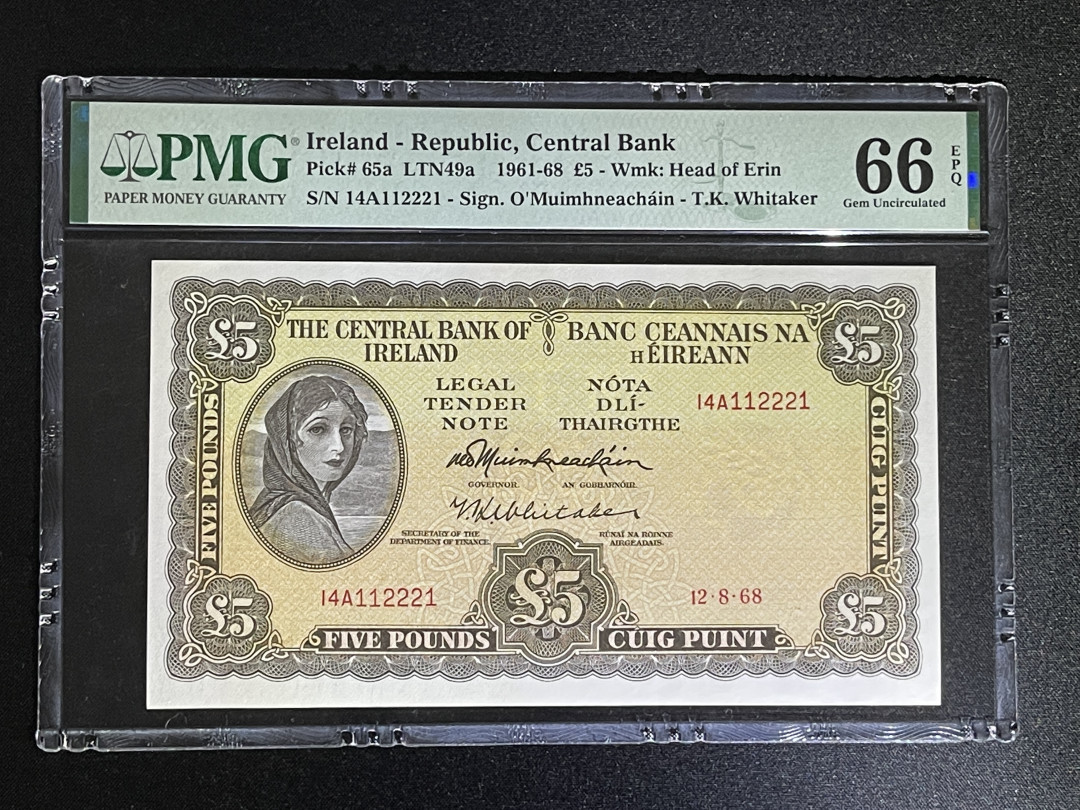 PMG®
PAPER MONEY GUARANTY
Ireland - Republic, Central Bank
Pick# 65a LTN49a 1961-68 £5 - Wmk: Head of Erin
S/N 14A112221 - Sign. O'Muimhneacháin - T.K. Whitaker
66 EPQ
Gem Uncirculated
£5 £5
THE CENTRAL BANK OF IRELAND
BANC CEANNAIS NA hÉIREANN
LEGAL
TENDER
NOTE
NÓTA
DLÍ-
THAIRGTHE
14A112221
FIVE POUNDS
CÚIG PUINT
MÓMuimhneacháin
GOVERNOR. AN GOBHARNÓIR.
T.K. Whitaker
SECRETARY OF THE
DEPARTMENT OF FINANCE.
RÚNAÍ NA ROINNE
AIRGEADAIS.
14A112221
12·8·68
£5 £5 £5
FIVE POUNDS CÚIG PUINT